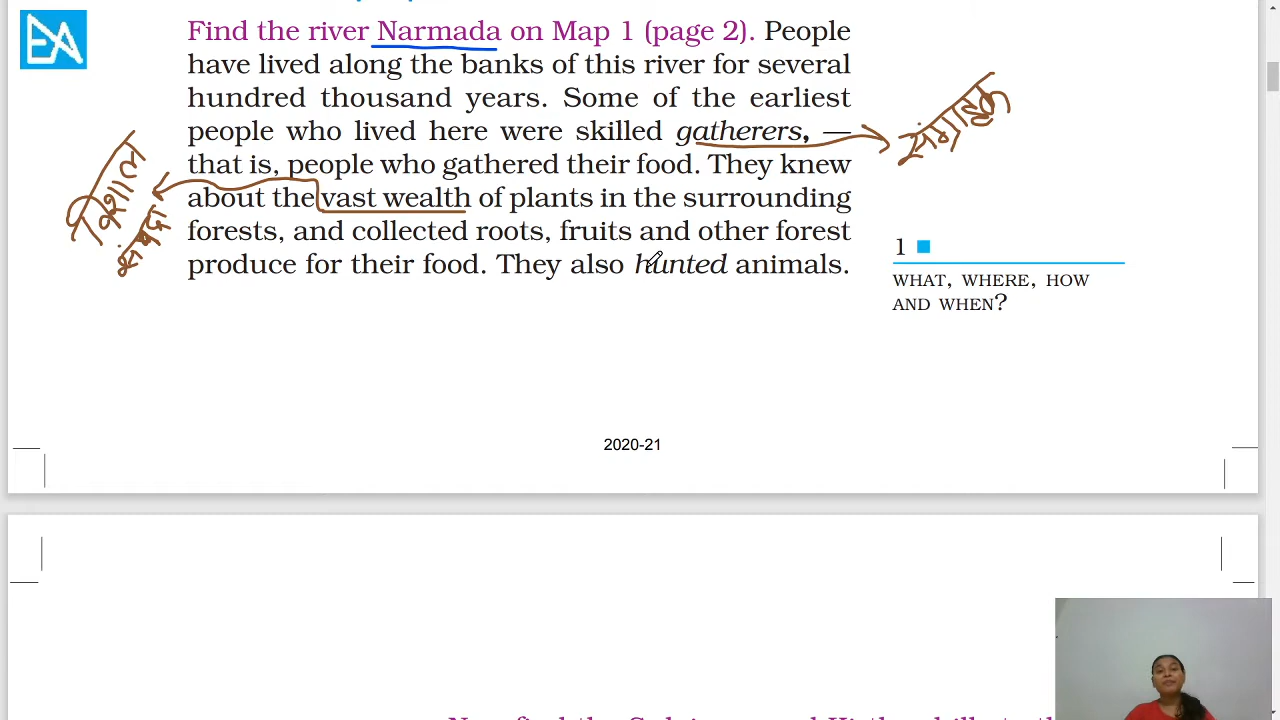 EA
Find the river Narmada on Map 1 (page 2). People
have lived along the banks of this river for several
hundred thousand years. Some of the earliest
people who lived here were skilled gatherers, —
that is, people who gathered their food. They knew
about the vast wealth of plants in the surrounding
forests, and collected roots, fruits and other forest
produce for their food. They also hunted animals.
संग्राहक
विशाल
संपदा
1
WHAT, WHERE, HOW
AND WHEN?
2020-21